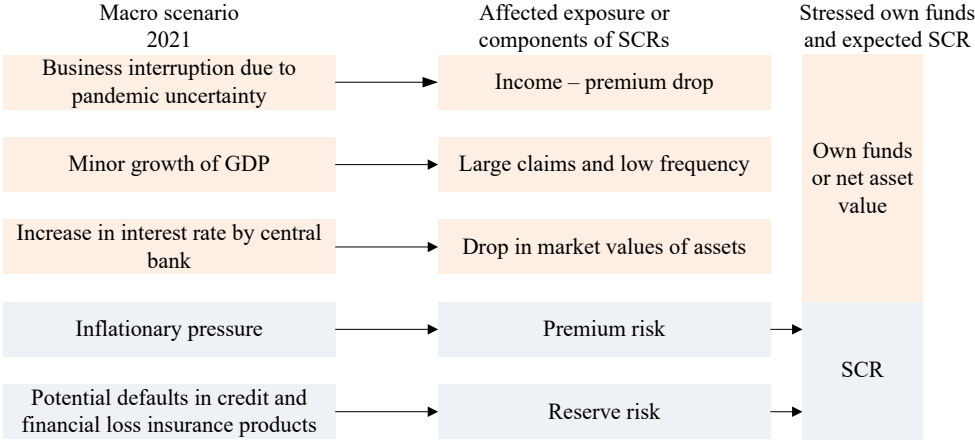 Macro scenario
2021
Affected exposure or
components of SCRs
Stressed own funds
and expected SCR
Business interruption due to
pandemic uncertainty
Income – premium drop
Minor growth of GDP
Large claims and low frequency
Increase in interest rate by central
bank
Drop in market values of assets
Own funds
or net asset
value
Inflationary pressure
Premium risk
Potential defaults in credit and
financial loss insurance products
Reserve risk
SCR